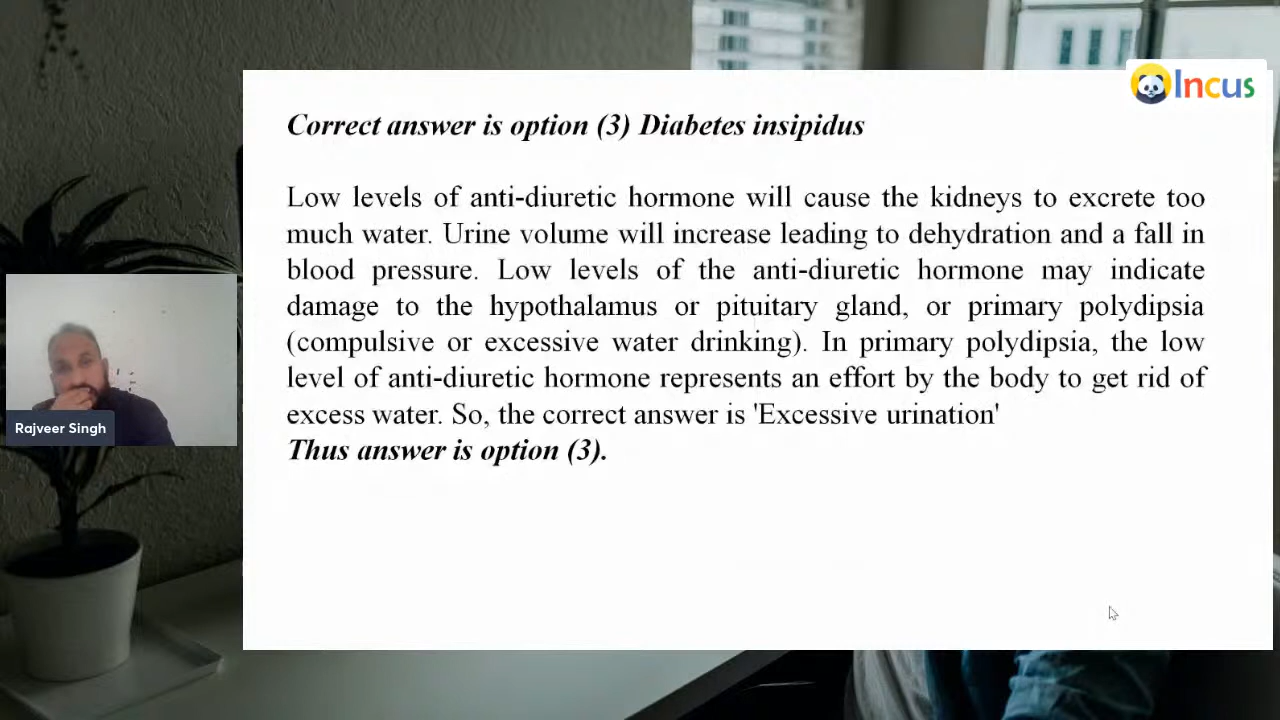 Incus
Correct answer is option (3) Diabetes insipidus
Low levels of anti-diuretic hormone will cause the kidneys to excrete too
much water. Urine volume will increase leading to dehydration and a fall in
blood pressure. Low levels of the anti-diuretic hormone may indicate
damage to the hypothalamus or pituitary gland, or primary polydipsia
(compulsive or excessive water drinking). In primary polydipsia, the low
level of anti-diuretic hormone represents an effort by the body to get rid of
excess water. So, the correct answer is 'Excessive urination'
Thus answer is option (3).
Rajveer Singh